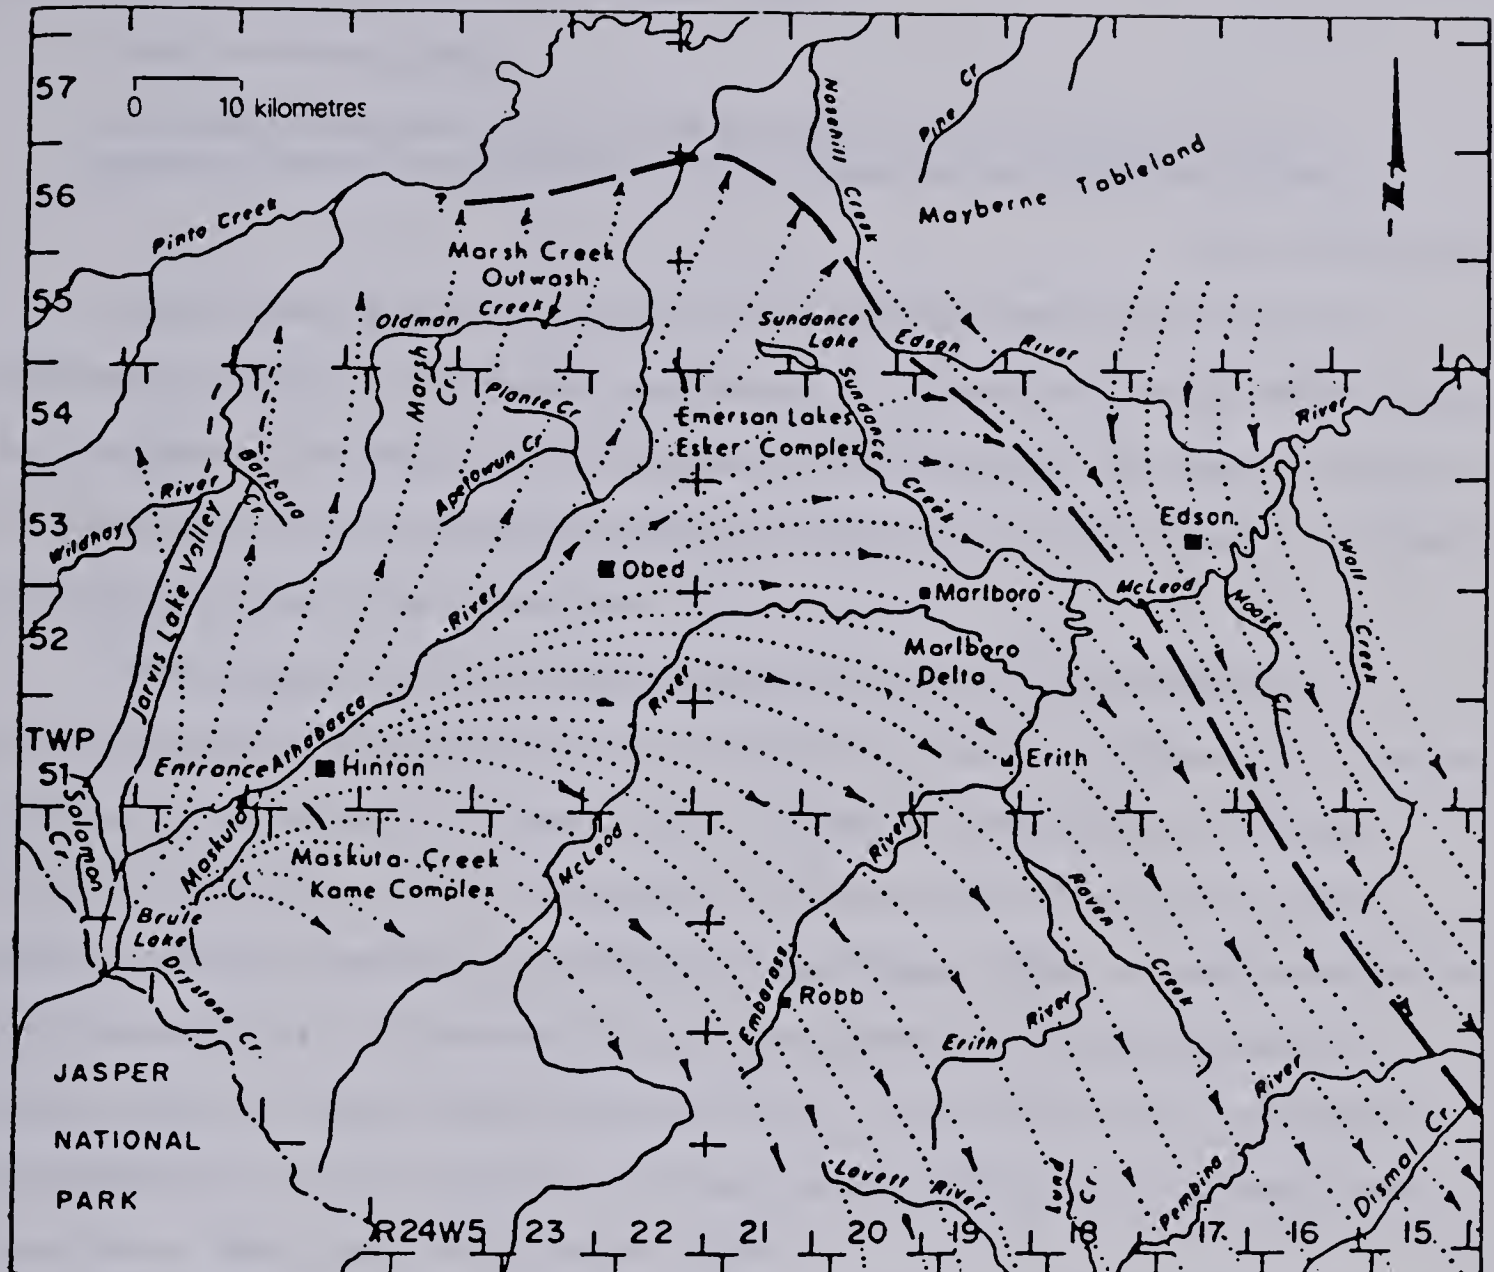 57
0 10 kilometres
Nosehill Creek
Pine Cr
N
56
Mayberne Tableland
Pinto Creek
?
Marsh Creek
Outwash
55
Oldman Creek
Sundance
Lake
Edson River
Marsh
Cr.
Plante Cr
54
Emerson Lakes
Esker Complex
Sundance Creek
River
Apetowun Cr
Wildhay River
Jarvis Lake Valley
53
Edson
Obed
Wolf Creek
Marlboro
McLeod
Moose Cr.
52
Athabasca River
McLeod River
Marlboro
Delta
TWP
51
Entrance
Hinton
Erith
Solomon
Cr.
Maskuta
Cr.
Maskuta Creek
Kame Complex
River
Raven Creek
Brule
Lake
Drystone Cr.
Embarass
Robb
Erith River
JASPER
NATIONAL
PARK
Lovett River
Lund
Cr.
Pembina River
Dismal Cr.
R24W5 23 22 21 20 19 18 17 16 15